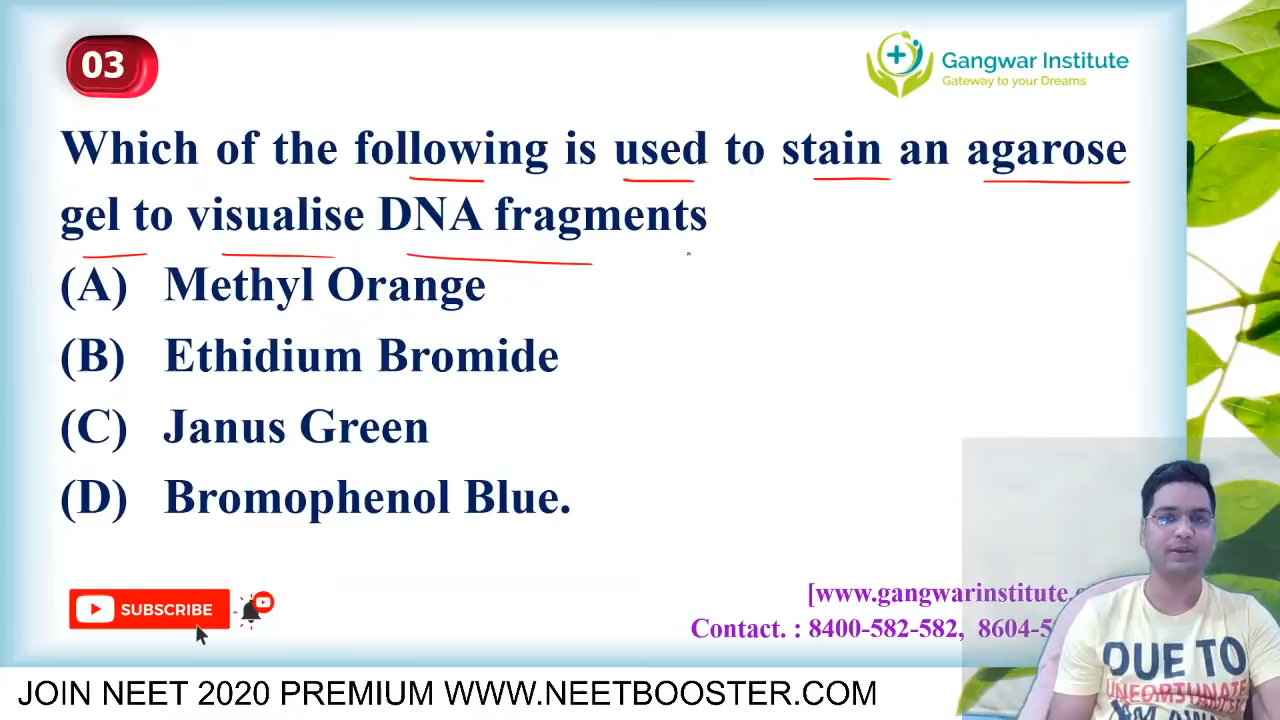 03
Gangwar Institute
Gateway to your Dreams
Which of the following is used to stain an agarose
gel to visualise DNA fragments
(A) Methyl Orange
(B) Ethidium Bromide
(C) Janus Green
(D) Bromophenol Blue.
SUBSCRIBE
[www.gangwarinstitute.
Contact. : 8400-582-582, 8604-5
DUE TO
UNFORTUNATE
JOIN NEET 2020 PREMIUM WWW.NEETBOOSTER.COM